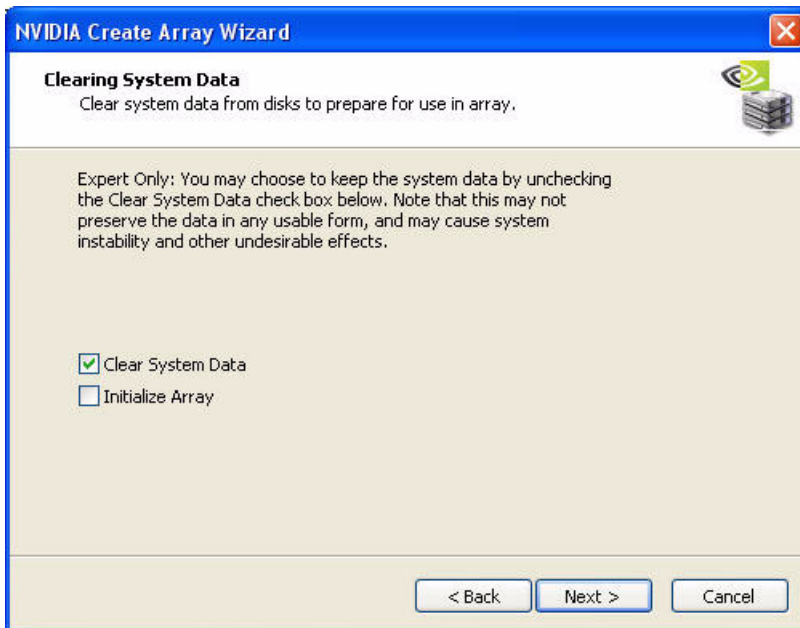 NVIDIA Create Array Wizard
Clearing System Data
Clear system data from disks to prepare for use in array.
Expert Only: You may choose to keep the system data by unchecking
the Clear System Data check box below. Note that this may not
preserve the data in any usable form, and may cause system
instability and other undesirable effects.
Clear System Data
Initialize Array
< Back Next > Cancel